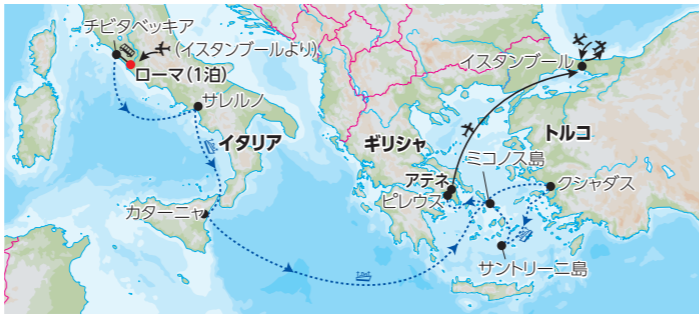 チビタベッキア
(イスタンブールより)
ローマ(1泊)
サレルノ
イタリア
カターニャ
ギリシャ
アテネ
ピレウス
イスタンブール
トルコ
ミコノス島
クシャダス
サントリーニ島